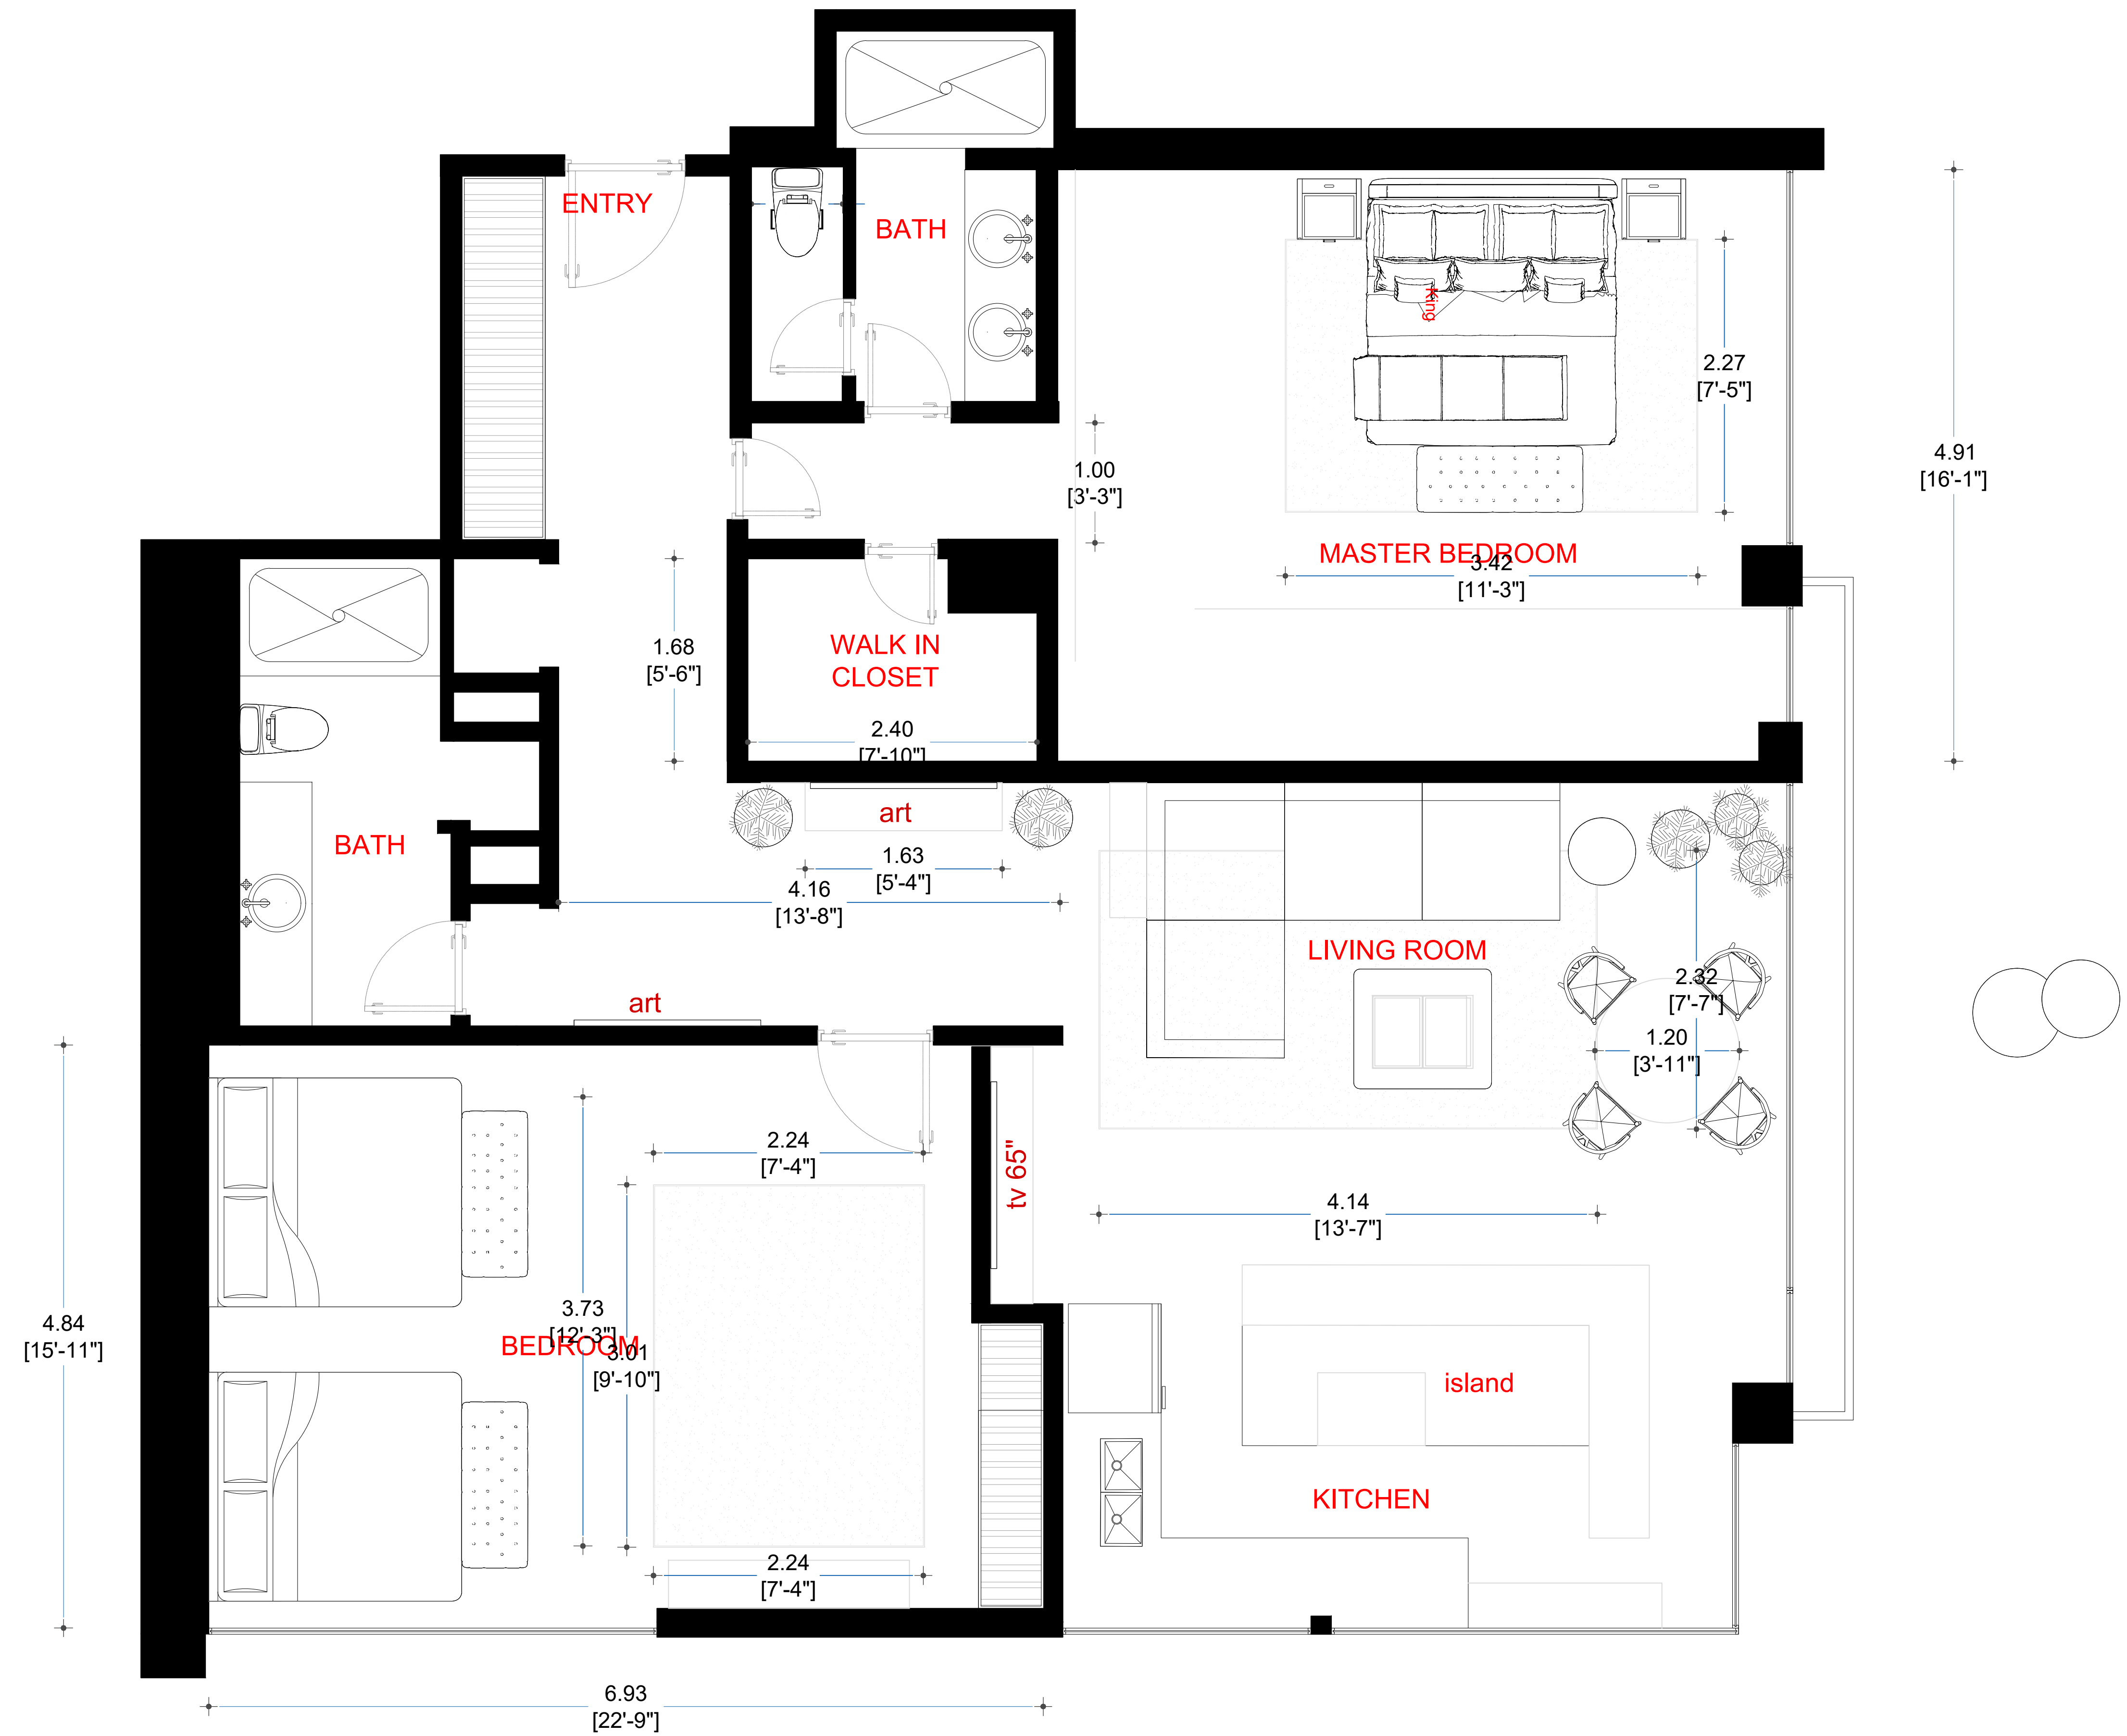 ENTRY
BATH
King
2.27
[7'-5"]
4.91
[16'-1"]
1.00
[3'-3"]
MASTER BEDROOM
3.42
[11'-3"]
1.68
[5'-6"]
WALK IN
CLOSET
2.40
[7'-10"]
art
BATH
1.63
[5'-4"]
4.16
[13'-8"]
LIVING ROOM
2.32
[7'-7"]
art
1.20
[3'-11"]
2.24
[7'-4"]
tv 65"
4.14
[13'-7"]
4.84
[15'-11"]
3.73
[12'-3"]
BEDROOM
3.01
[9'-10"]
island
KITCHEN
2.24
[7'-4"]
6.93
[22'-9"]